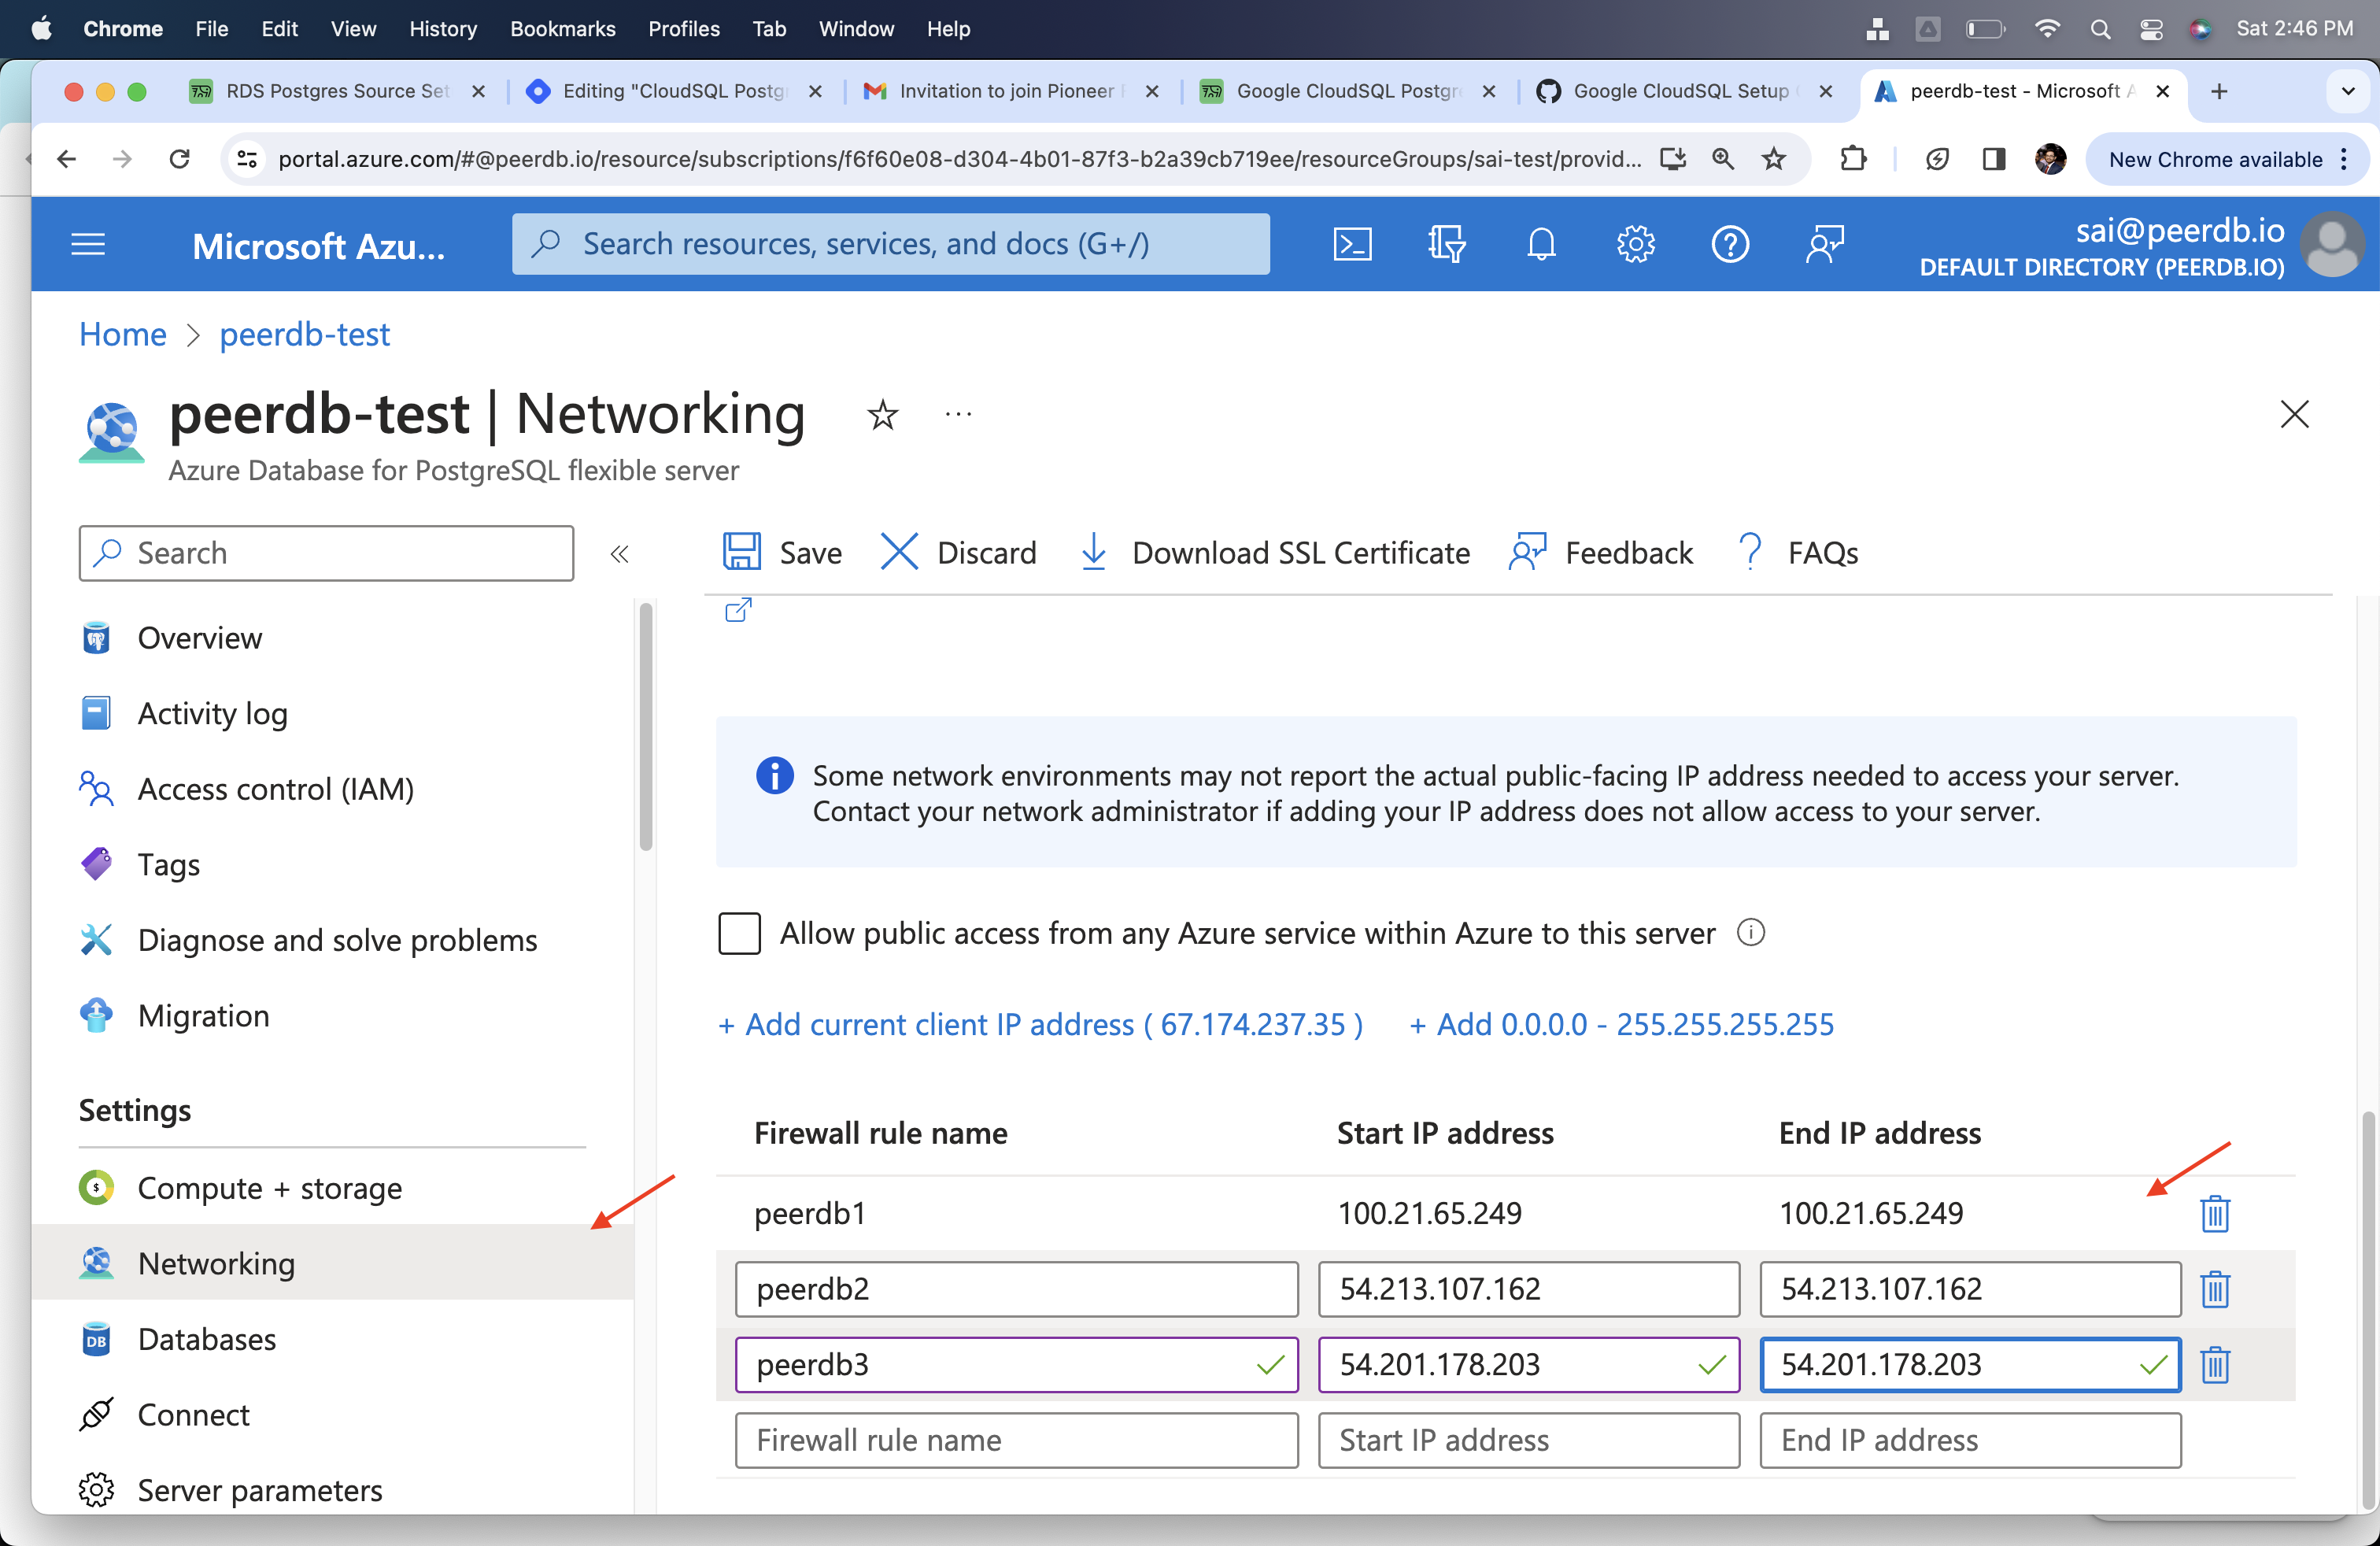 Chrome File Edit View History Bookmarks Profiles Tab Window Help Sat 2:46 PM
RDS Postgres Source Set Editing "CloudSQL Postg Invitation to join Pioneer Google CloudSQL Postgr Google CloudSQL Setup peerdb-test - Microsoft
portal.azure.com/#@peerdb.io/resource/subscriptions/f6f60e08-d304-4b01-87f3-b2a39cb719ee/resourceGroups/sai-test/provid... New Chrome available
Microsoft Azu... Search resources, services, and docs (G+/) sai@peerdb.io
DEFAULT DIRECTORY (PEERDB.IO)
Home > peerdb-test
peerdb-test | Networking
Azure Database for PostgreSQL flexible server
Search
Save Discard Download SSL Certificate Feedback FAQs
Overview
Activity log
Access control (IAM)
Tags
Diagnose and solve problems
Migration
Settings
Compute + storage
Networking
DB Databases
Connect
Server parameters
Some network environments may not report the actual public-facing IP address needed to access your server.
Contact your network administrator if adding your IP address does not allow access to your server.
Allow public access from any Azure service within Azure to this server
+ Add current client IP address ( 67.174.237.35 ) + Add 0.0.0.0 - 255.255.255.255
Firewall rule name Start IP address End IP address
peerdb1 100.21.65.249 100.21.65.249
peerdb2 54.213.107.162 54.213.107.162
peerdb3 54.201.178.203 54.201.178.203
Firewall rule name Start IP address End IP address